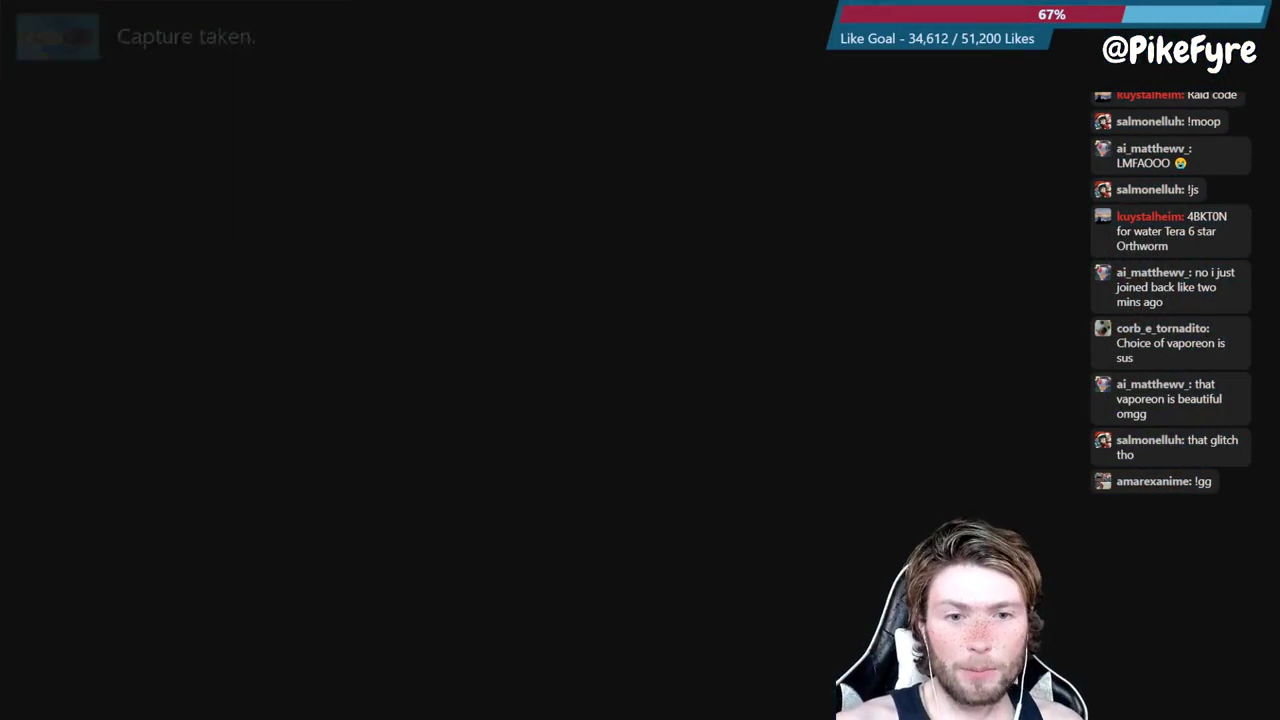 Capture taken.
67%
Like Goal - 34,612 / 51,200 Likes
@PikeFyre
kuystalheim: Raid code
salmonelluh: !moop
ai_matthewv_:
LMFAOOO 😭
salmonelluh: !js
kuystalheim: 4BKT0N
for water Tera 6 star
Orthworm
ai_matthewv_: no i just
joined back like two
mins ago
corb_e_tornadito:
Choice of vaporeon is
sus
ai_matthewv_: that
vaporeon is beautiful
omgg
salmonelluh: that glitch
tho
amarexanime: !gg